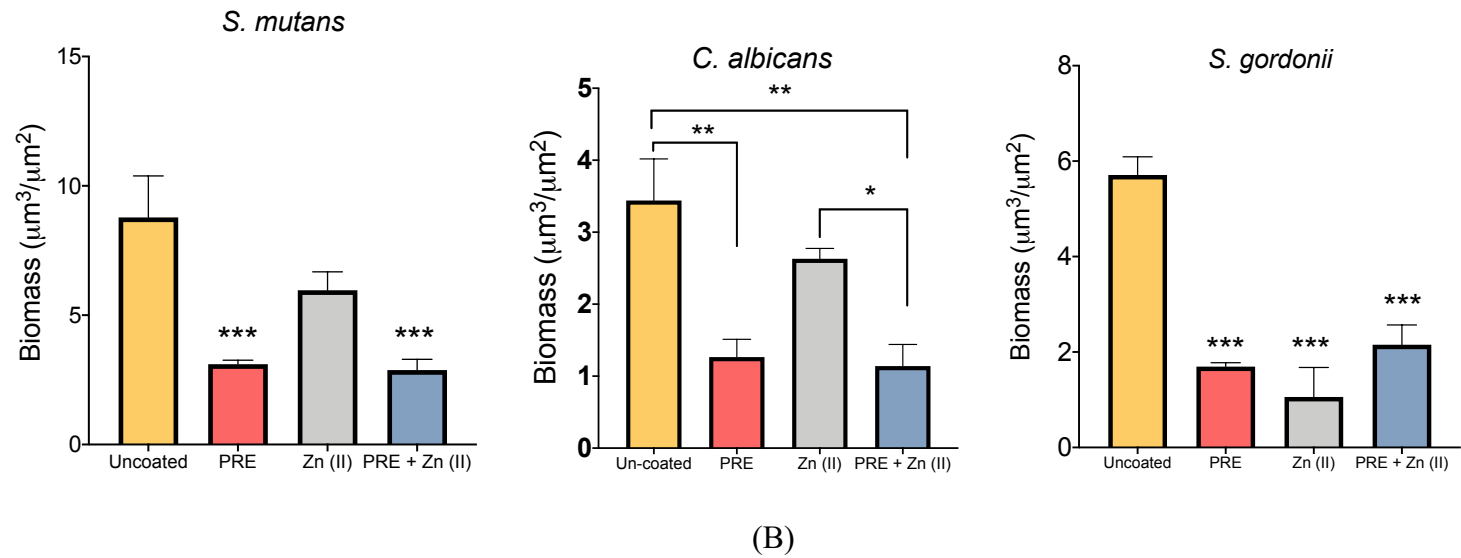 S. mutans
Biomass (μm³/μm²)
15
10
5
0
***
***
Uncoated PRE Zn (II) PRE + Zn (II)
C. albicans
Biomass (μm³/μm²)
5
4
3
2
1
0
**
**
*
Un-coated PRE Zn (II) PRE + Zn (II)
S. gordonii
Biomass (μm³/μm²)
8
6
4
2
0
***
***
***
Uncoated PRE Zn (II) PRE + Zn (II)
(B)